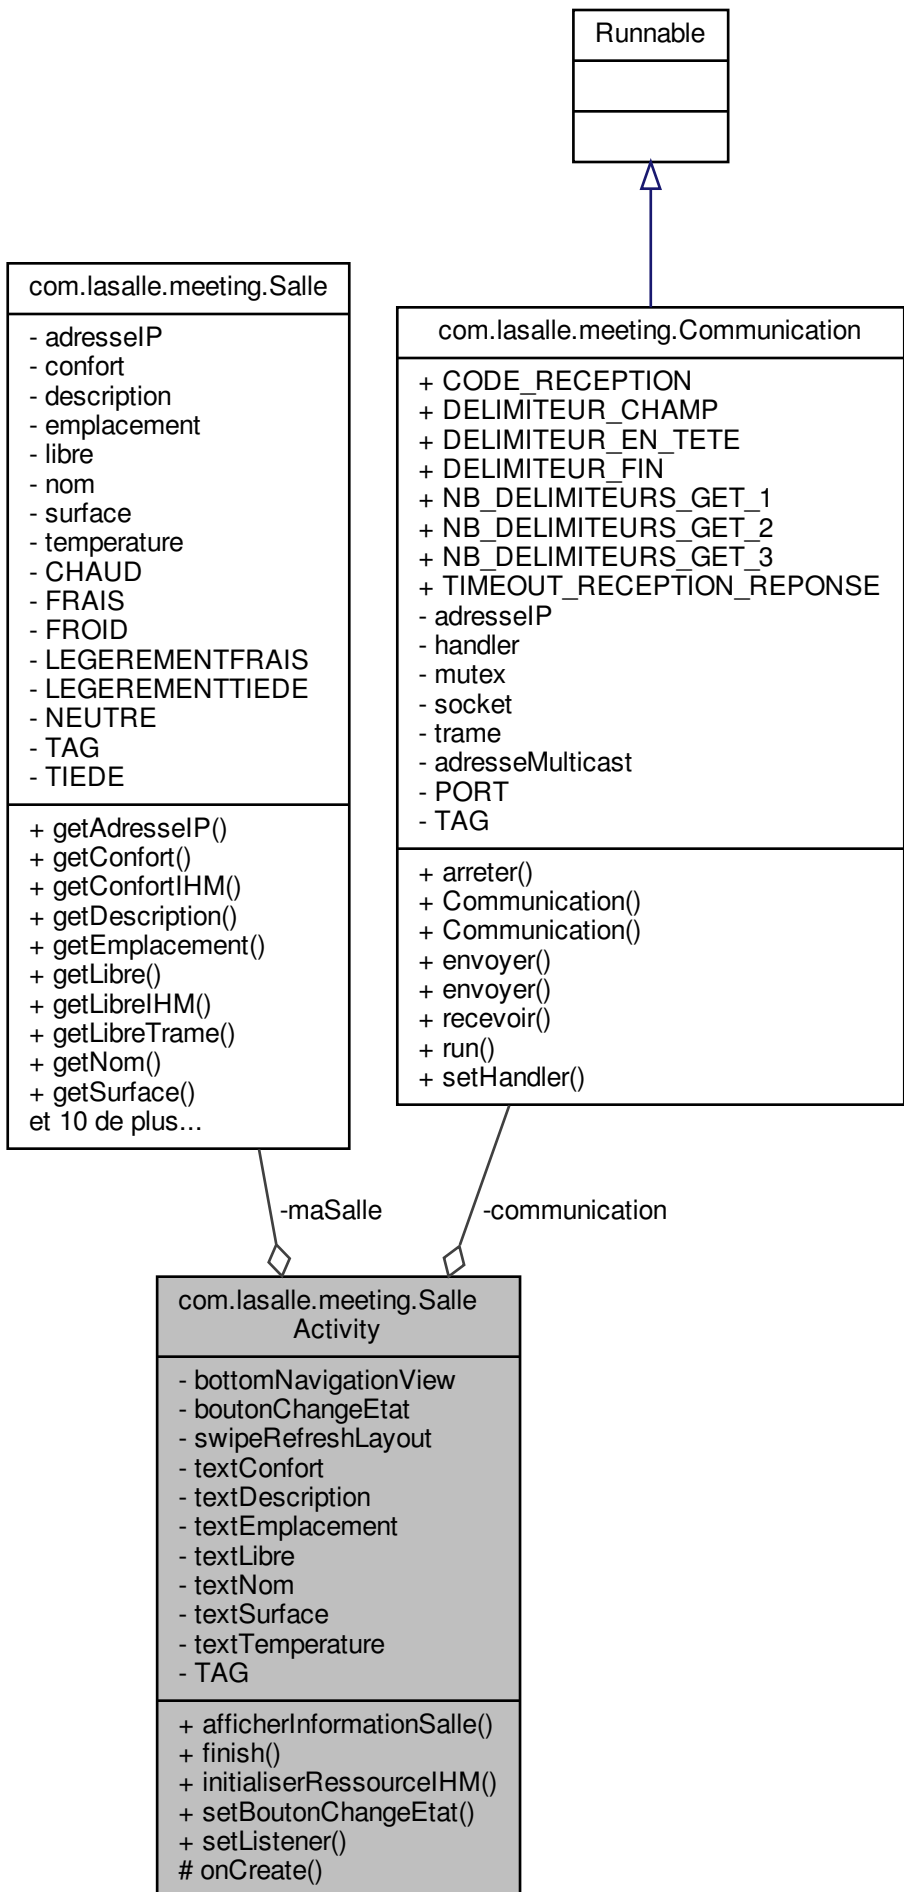 Runnable
com.lasalle.meeting.Salle
- adresseIP
- confort
- description
- emplacement
- libre
- nom
- surface
- temperature
- CHAUD
- FRAIS
- FROID
- LEGEREMENTFRAIS
- LEGEREMENTTIEDE
- NEUTRE
- TAG
- TIEDE
+ getAdresseIP()
+ getConfort()
+ getConfortIHM()
+ getDescription()
+ getEmplacement()
+ getLibre()
+ getLibreIHM()
+ getLibreTrame()
+ getNom()
+ getSurface()
et 10 de plus...
com.lasalle.meeting.Communication
+ CODE_RECEPTION
+ DELIMITEUR_CHAMP
+ DELIMITEUR_EN_TETE
+ DELIMITEUR_FIN
+ NB_DELIMITEURS_GET_1
+ NB_DELIMITEURS_GET_2
+ NB_DELIMITEURS_GET_3
+ TIMEOUT_RECEPTION_REPONSE
- adresseIP
- handler
- mutex
- socket
- trame
- adresseMulticast
- PORT
- TAG
+ arreter()
+ Communication()
+ Communication()
+ envoyer()
+ envoyer()
+ recevoir()
+ run()
+ setHandler()
-maSalle
-communication
com.lasalle.meeting.Salle
Activity
- bottomNavigationView
- boutonChangeEtat
- swipeRefreshLayout
- textConfort
- textDescription
- textEmplacement
- textLibre
- textNom
- textSurface
- textTemperature
- TAG
+ afficherInformationSalle()
+ finish()
+ initialiserRessourceIHM()
+ setBoutonChangeEtat()
+ setListener()
# onCreate()